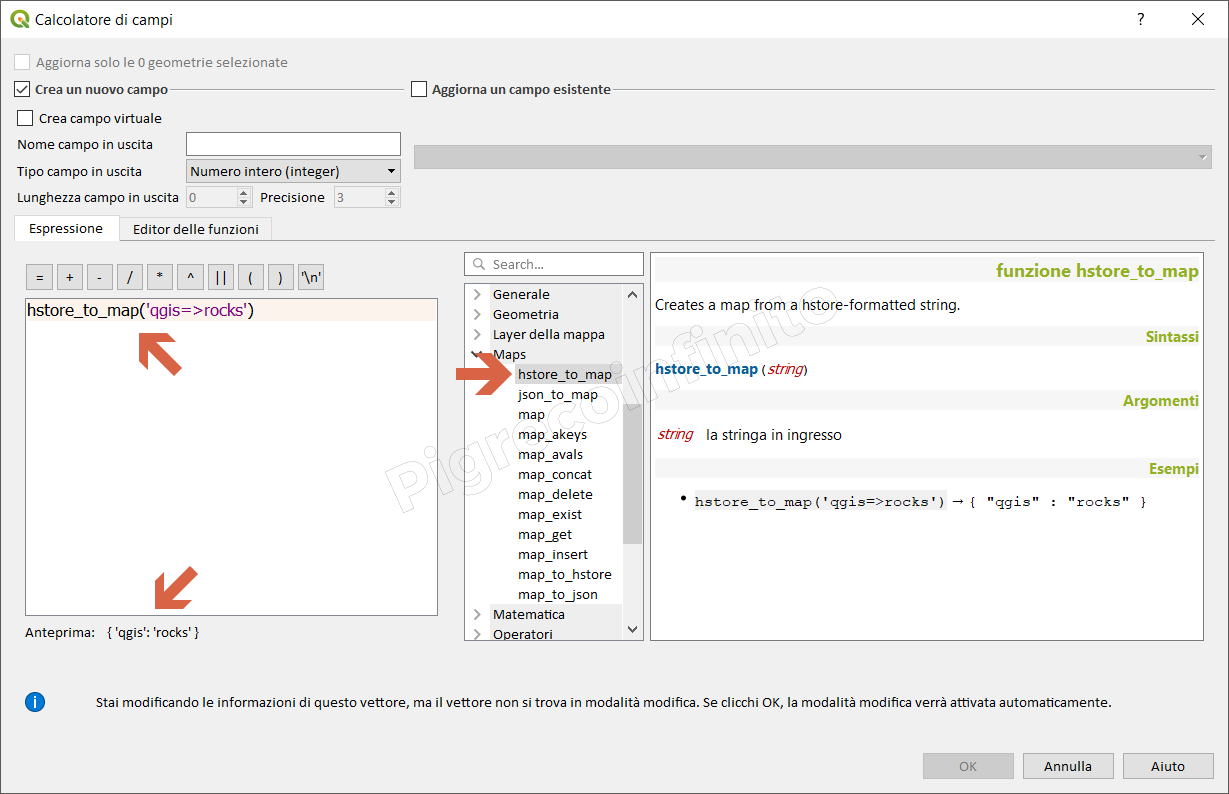 Calcolatore di campi
?
Aggiorna solo le 0 geometrie selezionate
Crea un nuovo campo
Aggiorna un campo esistente
Crea campo virtuale
Nome campo in uscita
Tipo campo in uscita Numero intero (integer)
Lunghezza campo in uscita 0 Precisione 3
Espressione Editor delle funzioni
= + - / * ^ || ( ) '\n'
hstore_to_map('qgis=>rocks')
Anteprima: { 'qgis': 'rocks' }
Search...
Generale
Geometria
Layer della mappa
Maps
hstore_to_map
json_to_map
map
map_akeys
map_avals
map_concat
map_delete
map_exist
map_get
map_insert
map_to_hstore
map_to_json
Matematica
Operatori
funzione hstore_to_map
Creates a map from a hstore-formatted string.
Sintassi
hstore_to_map (string)
Argomenti
string la stringa in ingresso
Esempi
• hstore_to_map('qgis=>rocks') → { "qgis" : "rocks" }
Pigrecoinfinito
Stai modificando le informazioni di questo vettore, ma il vettore non si trova in modalità modifica. Se clicchi OK, la modalità modifica verrà attivata automaticamente.
OK Annulla Aiuto